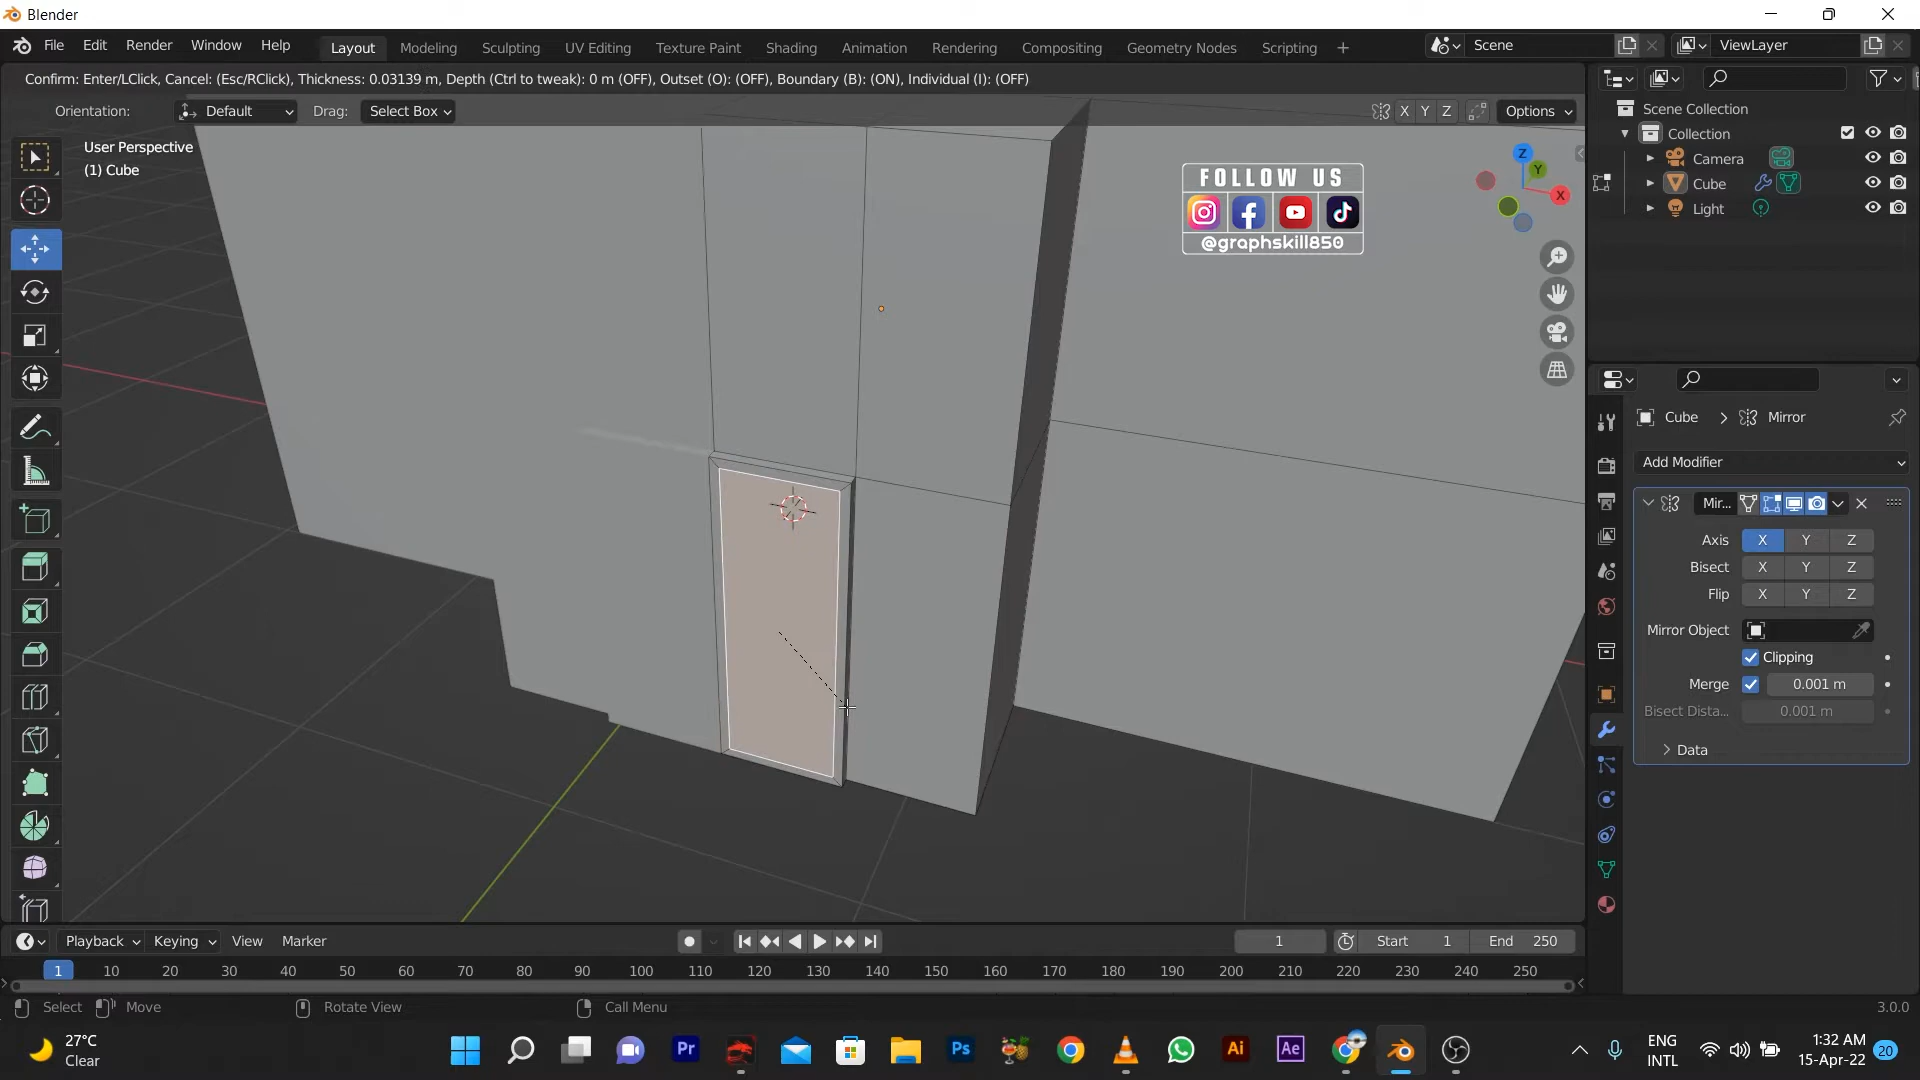 Blender
File Edit Render Window Help Layout Modeling Sculpting UV Editing Texture Paint Shading Animation Rendering Compositing Geometry Nodes Scripting + Scene ViewLayer
Confirm: Enter/LClick, Cancel: (Esc/RClick), Thickness: 0.03139 m, Depth (Ctrl to tweak): 0 m (OFF), Outset (O): (OFF), Boundary (B): (ON), Individual (I): (OFF)
Orientation: Default Drag: Select Box X Y Z Options
User Perspective
(1) Cube
FOLLOW US
@graphskill850
Z
Y
X
Scene Collection
Collection
Camera
Cube
Light
Cube > Mirror
Add Modifier
Mir...
Axis X Y Z
Bisect X Y Z
Flip X Y Z
Mirror Object
Clipping
Merge 0.001 m
Bisect Dista... 0.001 m
> Data
Playback Keying View Marker 1 Start 1 End 250
1 10 20 30 40 50 60 70 80 90 100 110 120 130 140 150 160 170 180 190 200 210 220 230 240 250
Select Move Rotate View Call Menu 3.0.0
27°C
Clear
Pr
Ps
Ai
Ae
ENG
INTL
1:32 AM
15-Apr-22
20